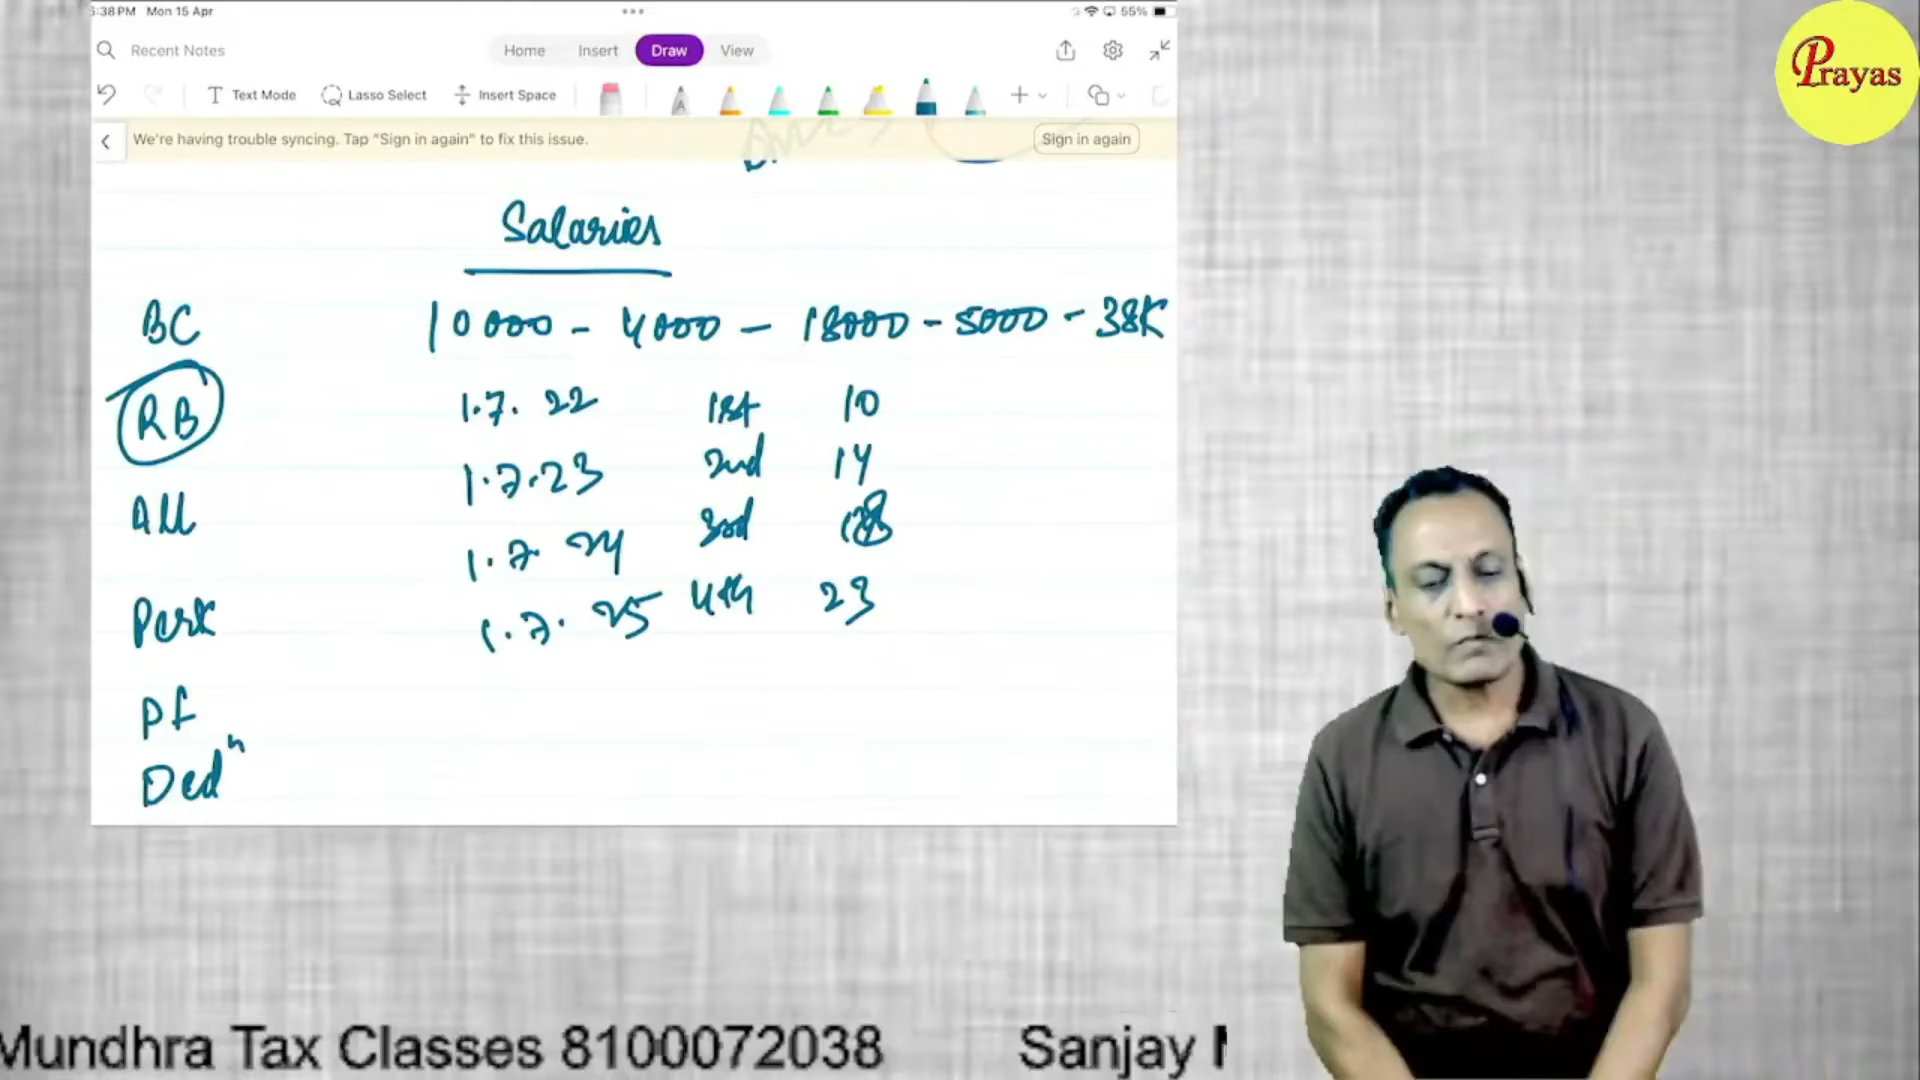 5:38 PM Mon 15 Apr
55%
Recent Notes
Home Insert Draw View
Text Mode Lasso Select Insert Space
We're having trouble syncing. Tap "Sign in again" to fix this issue.
Sign in again
Prayas
Salaries
BC 10000 - 4000 - 18000 - 5000 - 38K
RB 1.7.22 1st 10
1.7.23 2nd 14
All 1.7.24 3rd 18
Perk 1.7.25 4th 23
PF
Dedn
Mundhra Tax Classes 8100072038 Sanjay